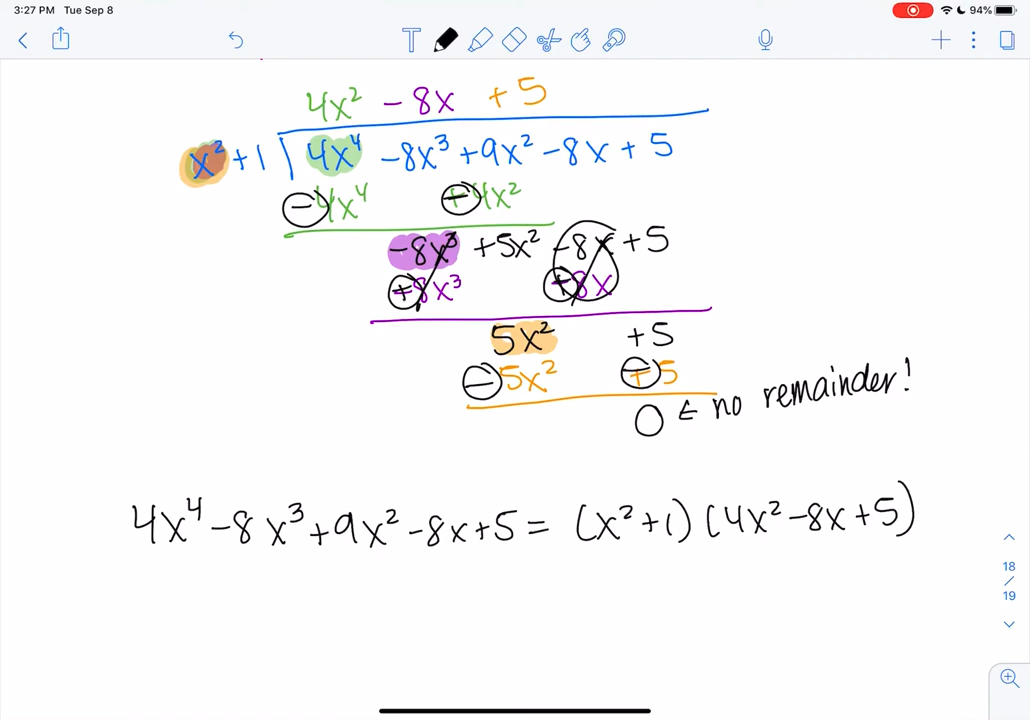 3:27 PM Tue Sep 8 94%
T
4x² - 8x + 5
x² + 1 4x⁴ - 8x³ + 9x² - 8x + 5
- 4x⁴ + 4x²
- 8x³ + 5x² - 8x + 5
+ 8x³ + 8x
5x² + 5
- 5x² + 5
0 ← no remainder!
4x⁴ - 8x³ + 9x² - 8x + 5 = (x² + 1) (4x² - 8x + 5)
18
/
19